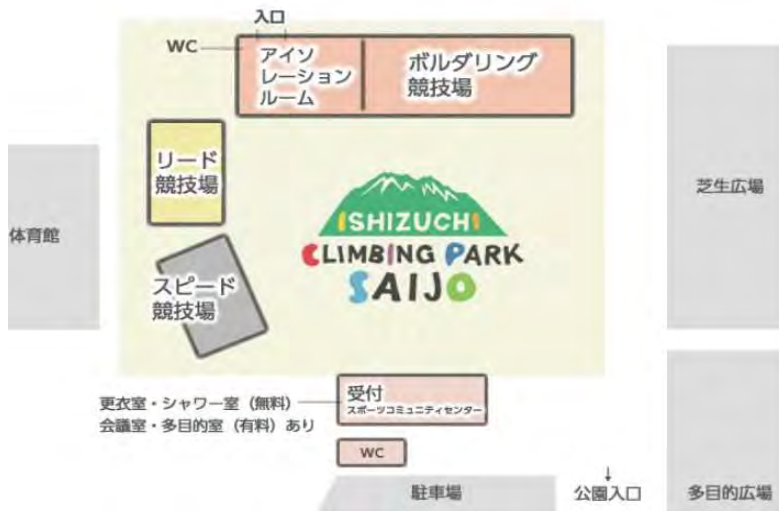 入口
WC
アイソ
レーション
ルーム
ボルダリング
競技場
リード
競技場
芝生広場
体育館
ISHIZUCHI
CLIMBING PARK
SAIJO
スピード
競技場
受付
スポーツコミュニティセンター
更衣室・シャワー室（無料）
会議室・多目的室（有料）あり
WC
駐車場
↓
公園入口
多目的広場